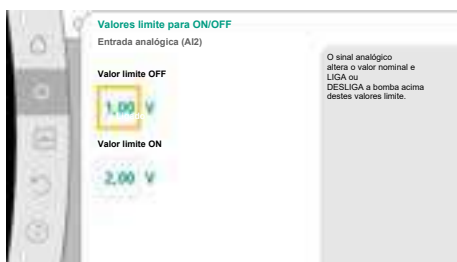 Valores limite para ON/OFF
Entrada analógica (AI2)
Valor limite OFF
1,00 V
Valor limite ON
2,00 V
O sinal analógico
altera o valor nominal e
LIGA ou
DESLIGA a bomba acima
destes valores limite.